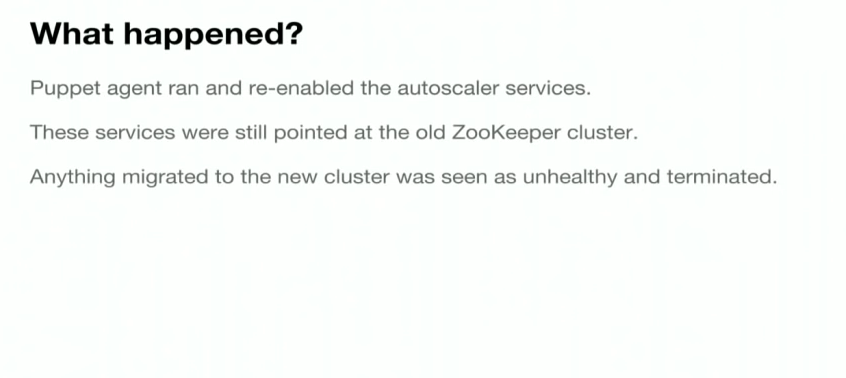 What happened?
Puppet agent ran and re-enabled the autoscaler services.
These services were still pointed at the old ZooKeeper cluster.
Anything migrated to the new cluster was seen as unhealthy and terminated.